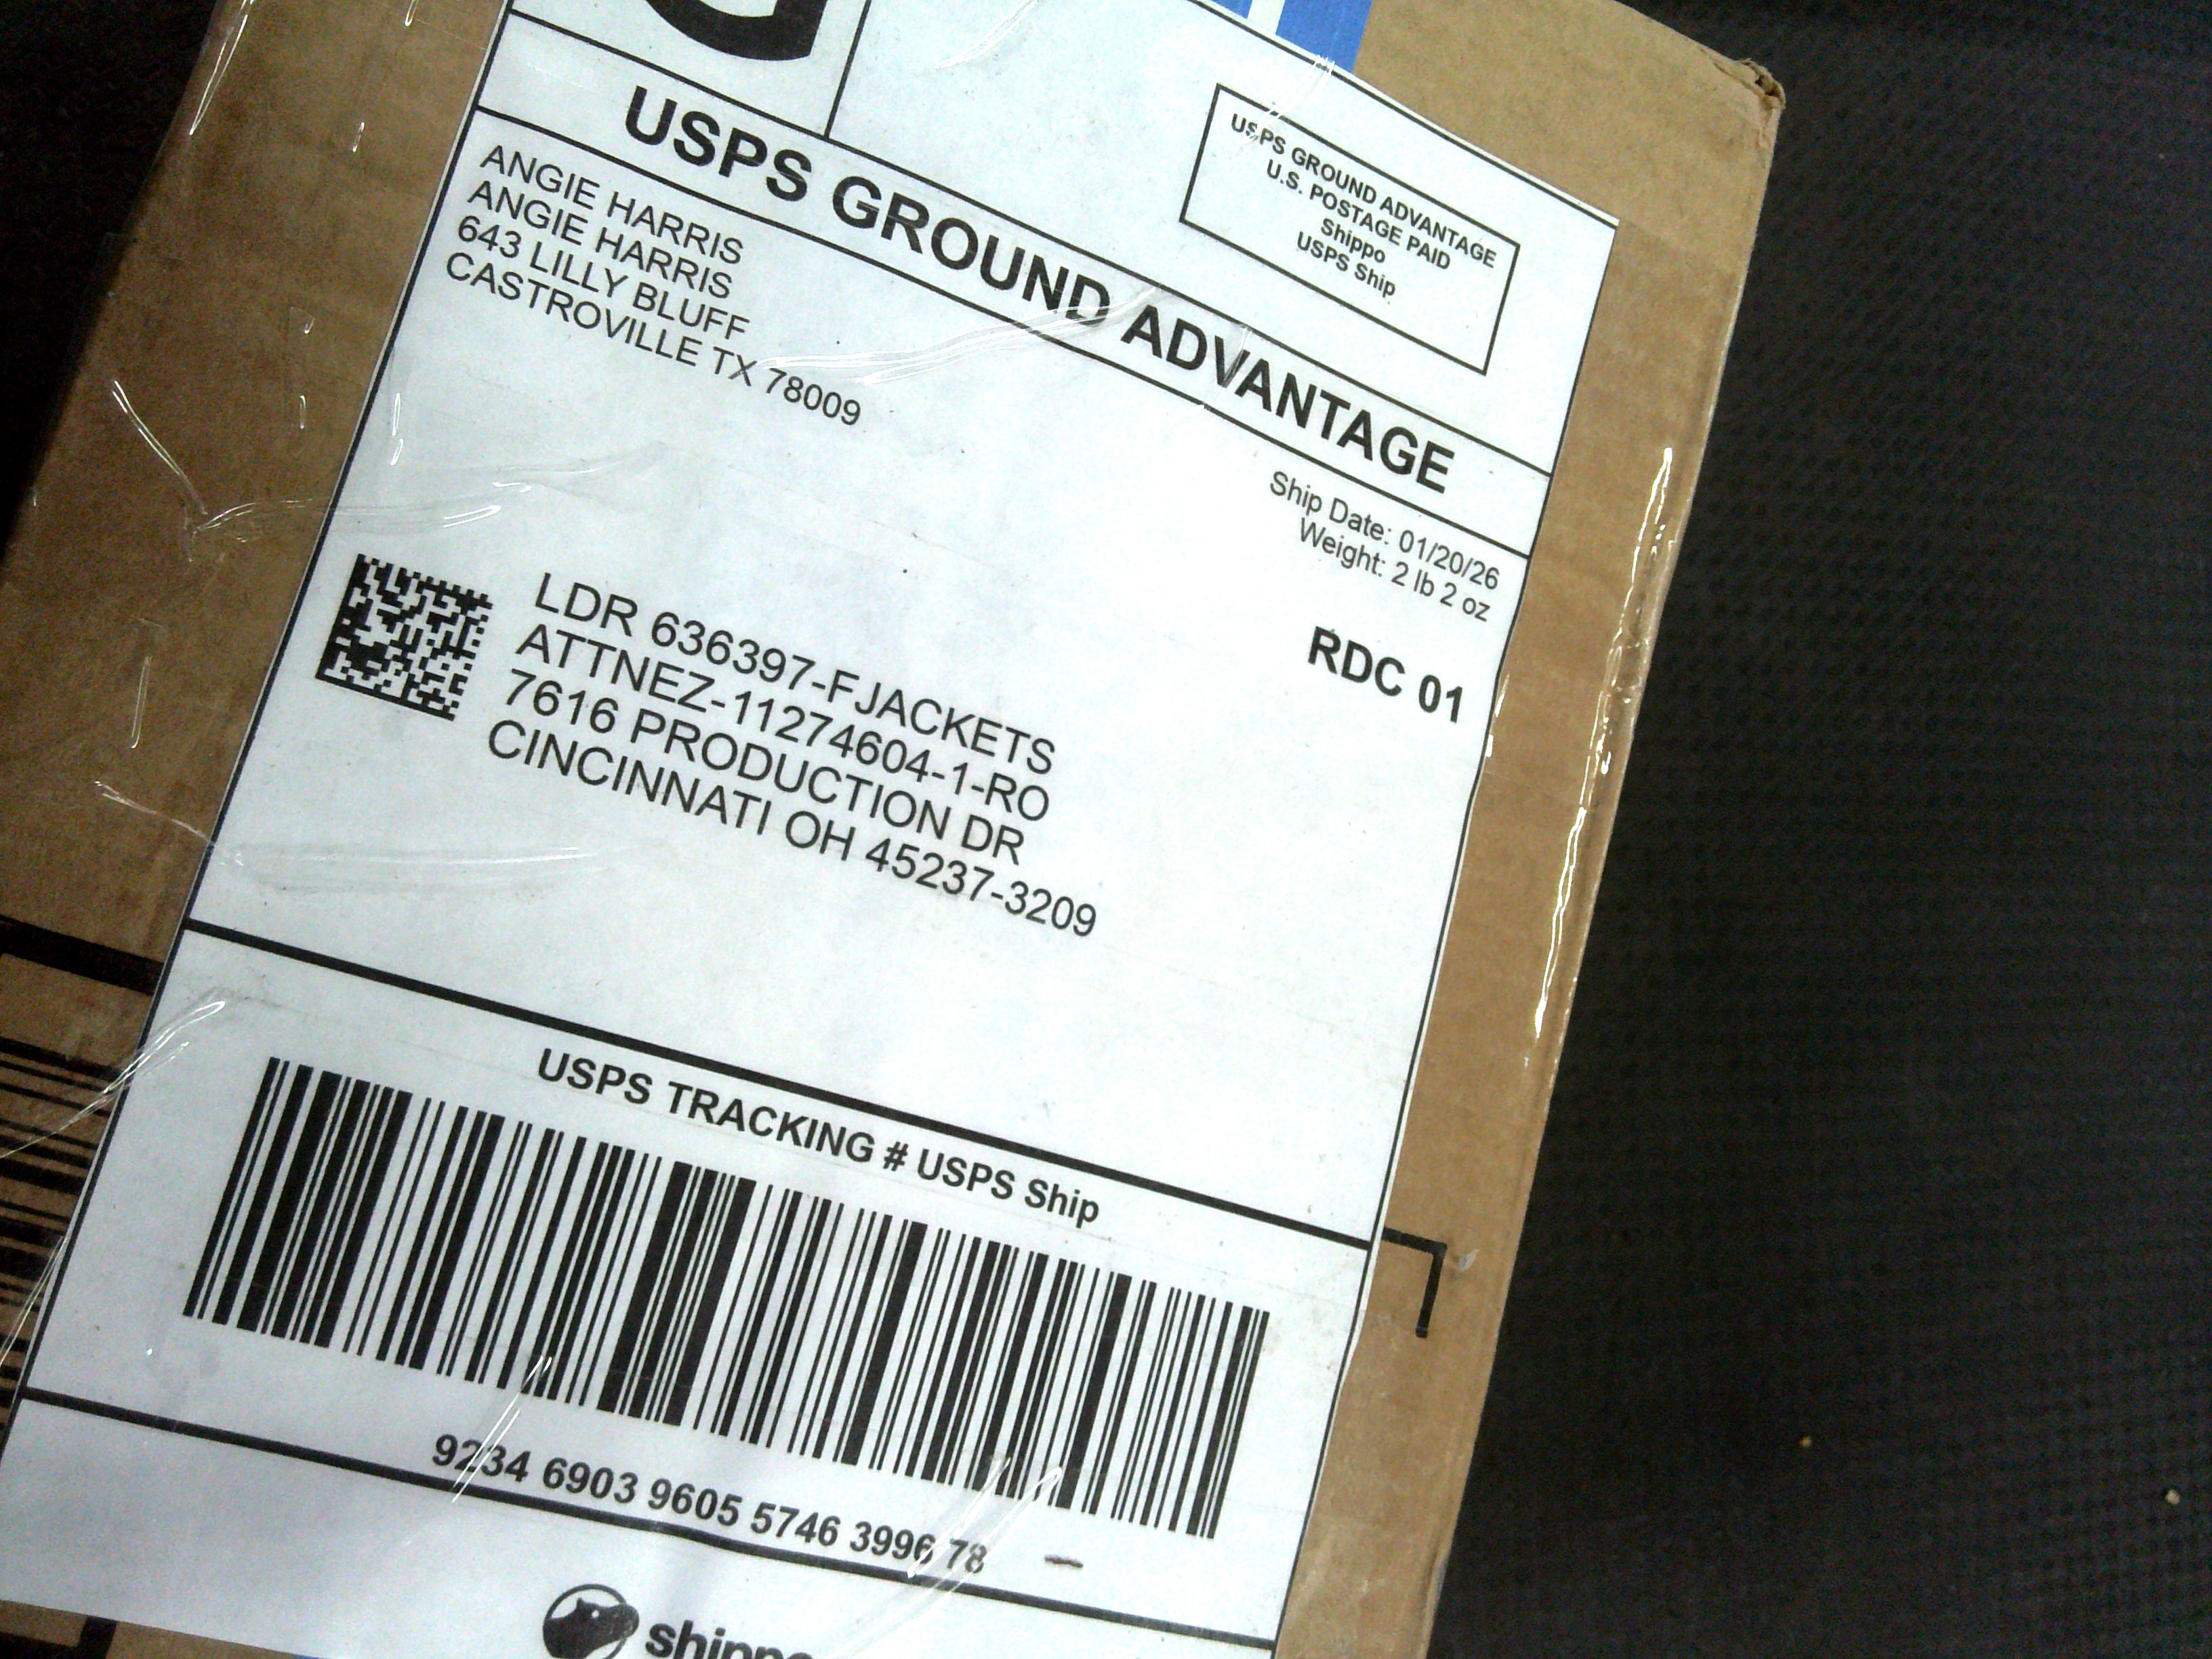 USPS GROUND ADVANTAGE
U.S. POSTAGE PAID
Shippo
USPS Ship
USPS GROUND ADVANTAGE
ANGIE HARRIS
ANGIE HARRIS
643 LILLY BLUFF
CASTROVILLE TX 78009
Ship Date: 01/20/26
Weight: 2 lb 2 oz
RDC 01
LDR 636397-FJACKETS
ATTNEZ-11274604-1-RO
7616 PRODUCTION DR
CINCINNATI OH 45237-3209
USPS TRACKING # USPS Ship
9234 6903 9605 5746 3996 78
shippo